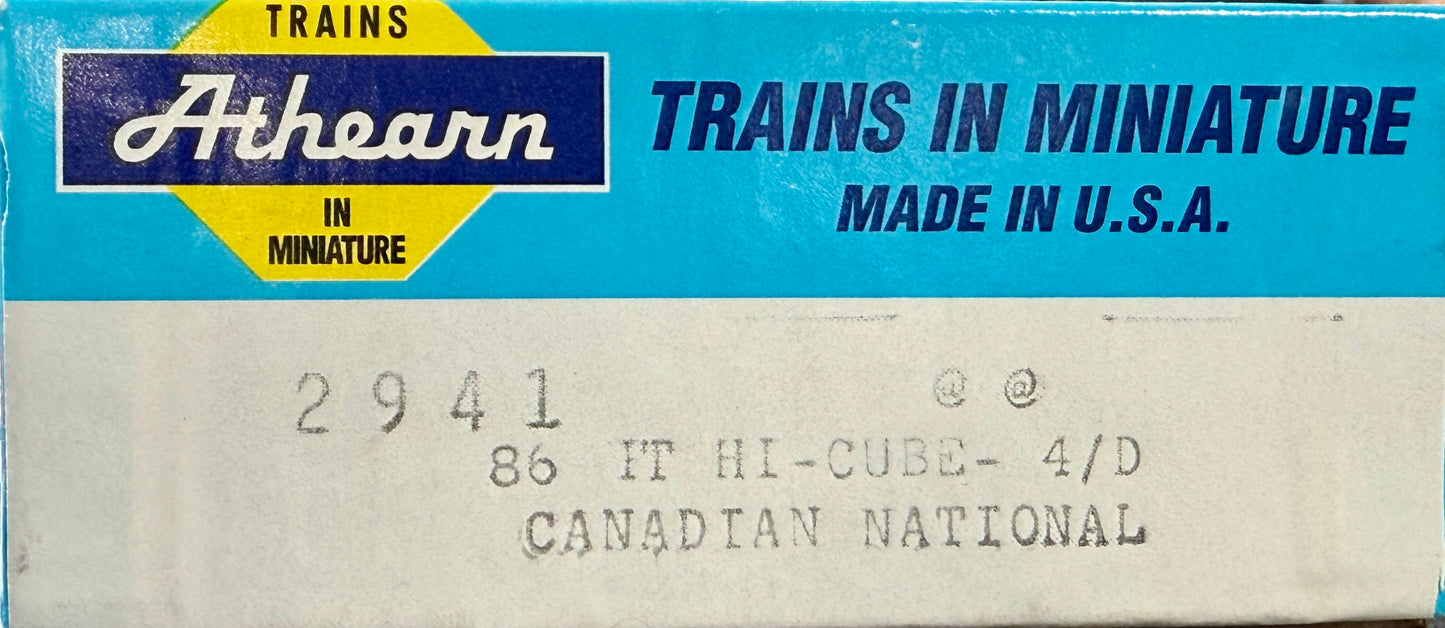 TRAINS
Athearn
IN
MINIATURE
TRAINS IN MINIATURE
MADE IN U.S.A.
2941 @ @
86 FT HI-CUBE- 4/D
CANADIAN NATIONAL